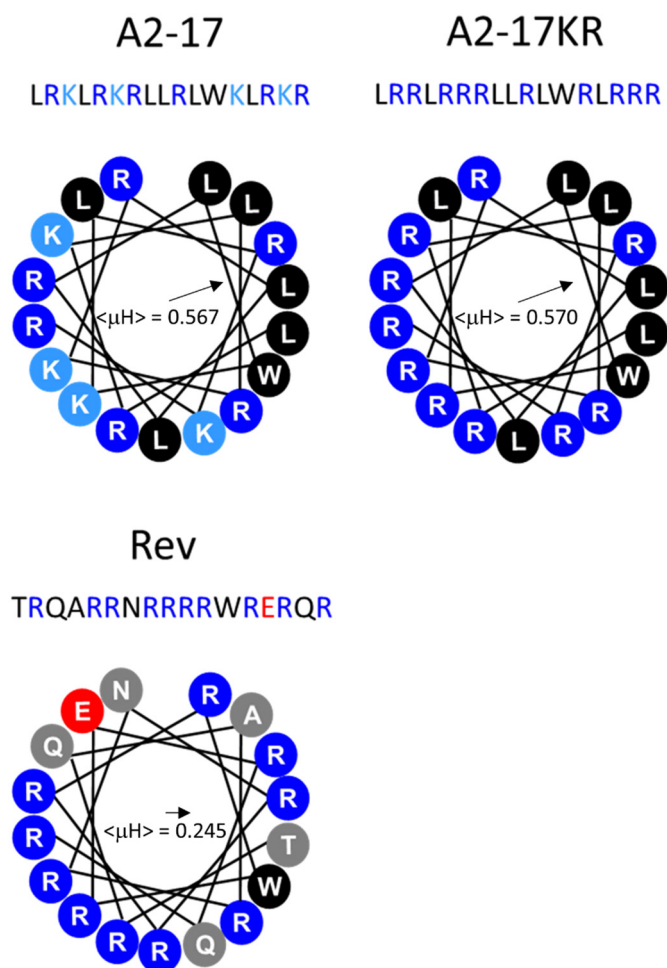 A2-17
LRKLRKRLLRLWKLRKR
R L
L L
K R
R L
<μH> = 0.567
R L
K W
K R
R L K
A2-17KR
LRRLRRRLLRLWRLRRR
R L
L L
R R
R L
<μH> = 0.570
R L
R W
R R
R L R
Rev
TRQARRNRRRRWRERQR
N R
E A
Q R
R R
<μH> = 0.245
R T
R W
R R
R R Q